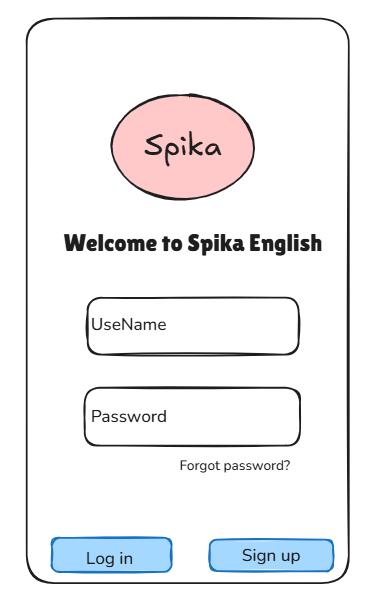 Spika
Welcome to Spika English
UseName
Password
Forgot password?
Log in
Sign up